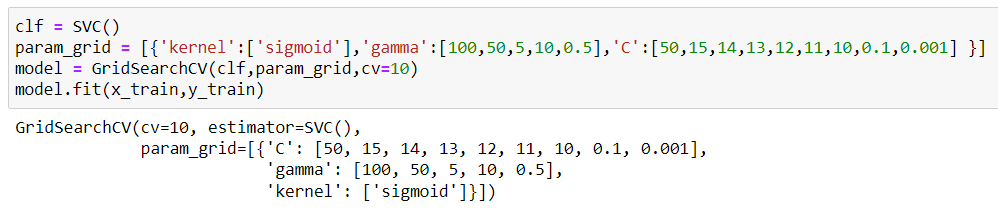 clf = SVC()
param_grid = [{'kernel':['sigmoid'],'gamma':[100,50,5,10,0.5],'C':[50,15,14,13,12,11,10,0.1,0.001] }]
model = GridSearchCV(clf,param_grid,cv=10)
model.fit(x_train,y_train)
GridSearchCV(cv=10, estimator=SVC(),
             param_grid=[{'C': [50, 15, 14, 13, 12, 11, 10, 0.1, 0.001],
                          'gamma': [100, 50, 5, 10, 0.5],
                          'kernel': ['sigmoid']}])